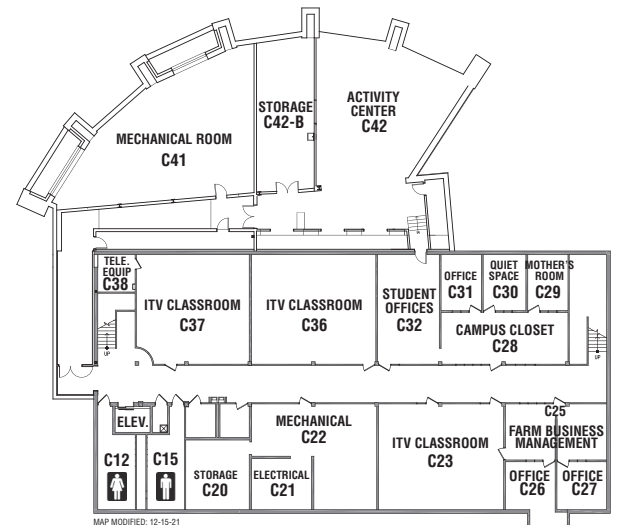 ACTIVITY
CENTER
C42
STORAGE
C42-B
MECHANICAL ROOM
C41
TELE.
EQUIP
C38
ITV CLASSROOM
C37
ITV CLASSROOM
C36
STUDENT
OFFICES
C32
OFFICE
C31
QUIET
SPACE
C30
MOTHER'S
ROOM
C29
CAMPUS CLOSET
C28
UP
UP
ELEV.
C12
C15
STORAGE
C20
MECHANICAL
C22
ELECTRICAL
C21
ITV CLASSROOM
C23
C25
FARM BUSINESS
MANAGEMENT
OFFICE
C26
OFFICE
C27
MAP MODIFIED: 12-15-21